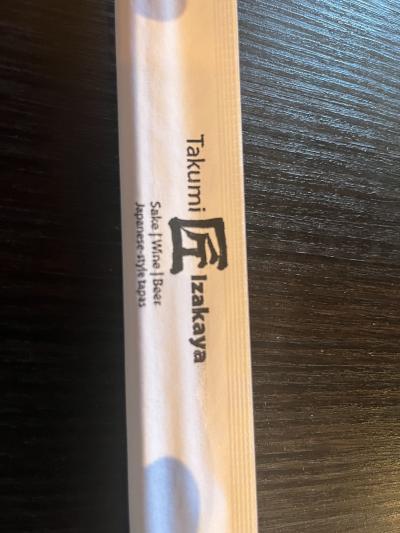 Takumi 匠 Izakaya
Sake | Wine | Beer
Japanese-style tapas